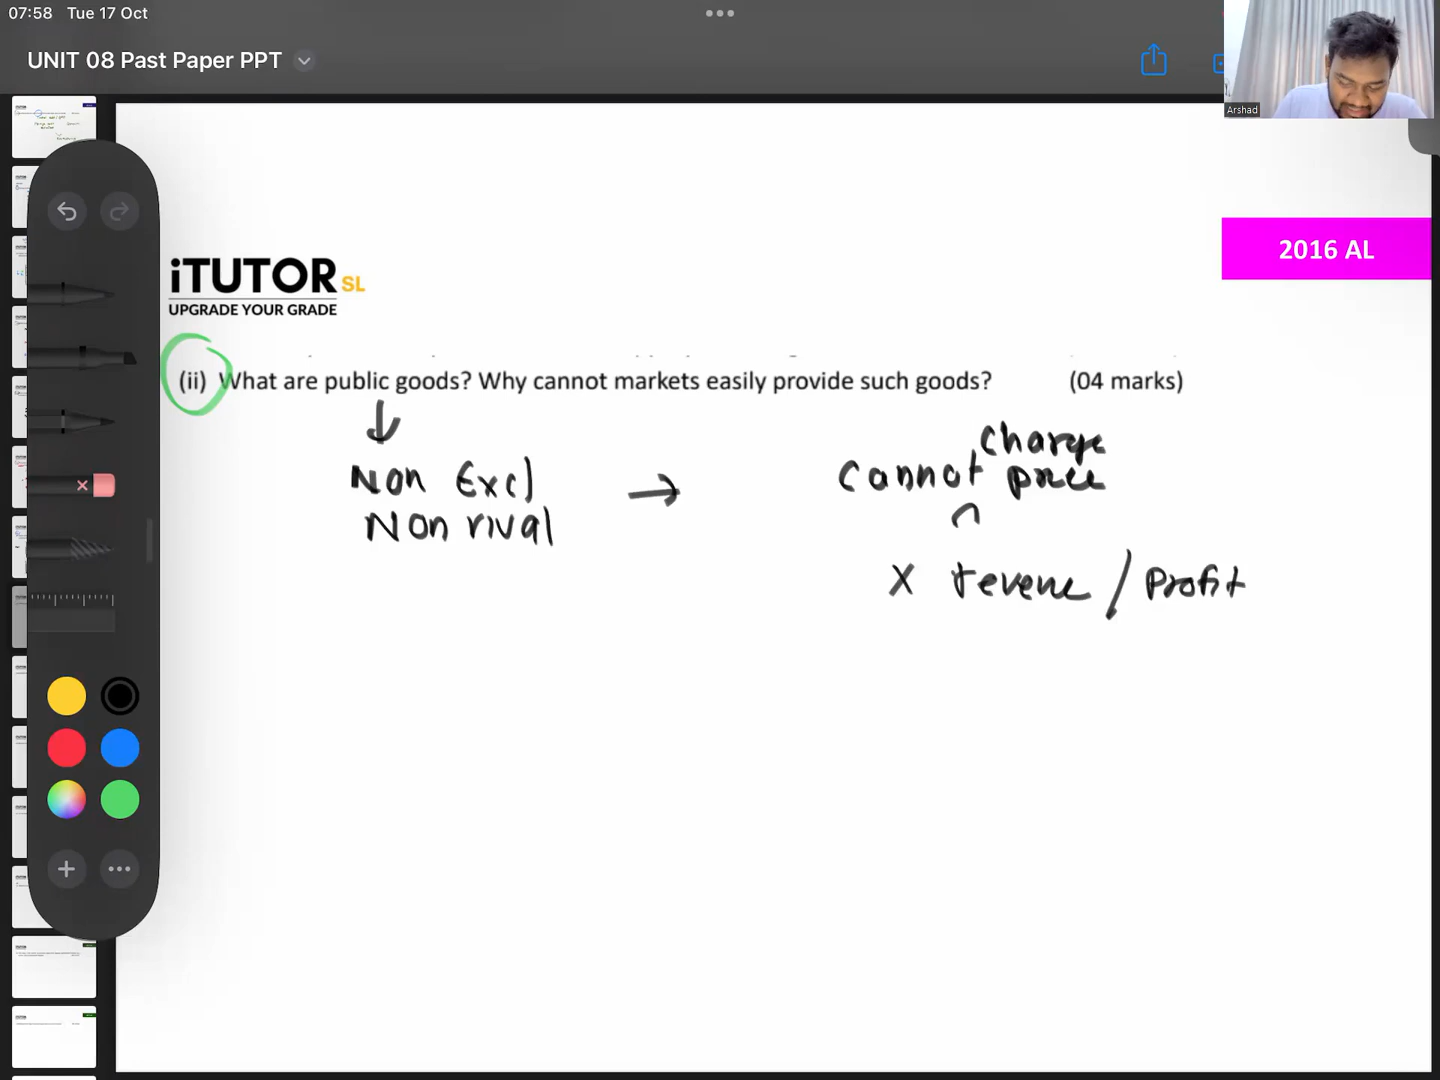 07:58 Tue 17 Oct
UNIT 08 Past Paper PPT
Arshad
2016 AL
iTUTOR SL
UPGRADE YOUR GRADE
(ii) What are public goods? Why cannot markets easily provide such goods? (04 marks)
Non Excl
Non rival
→
charge
cannot price
X revene / Profit